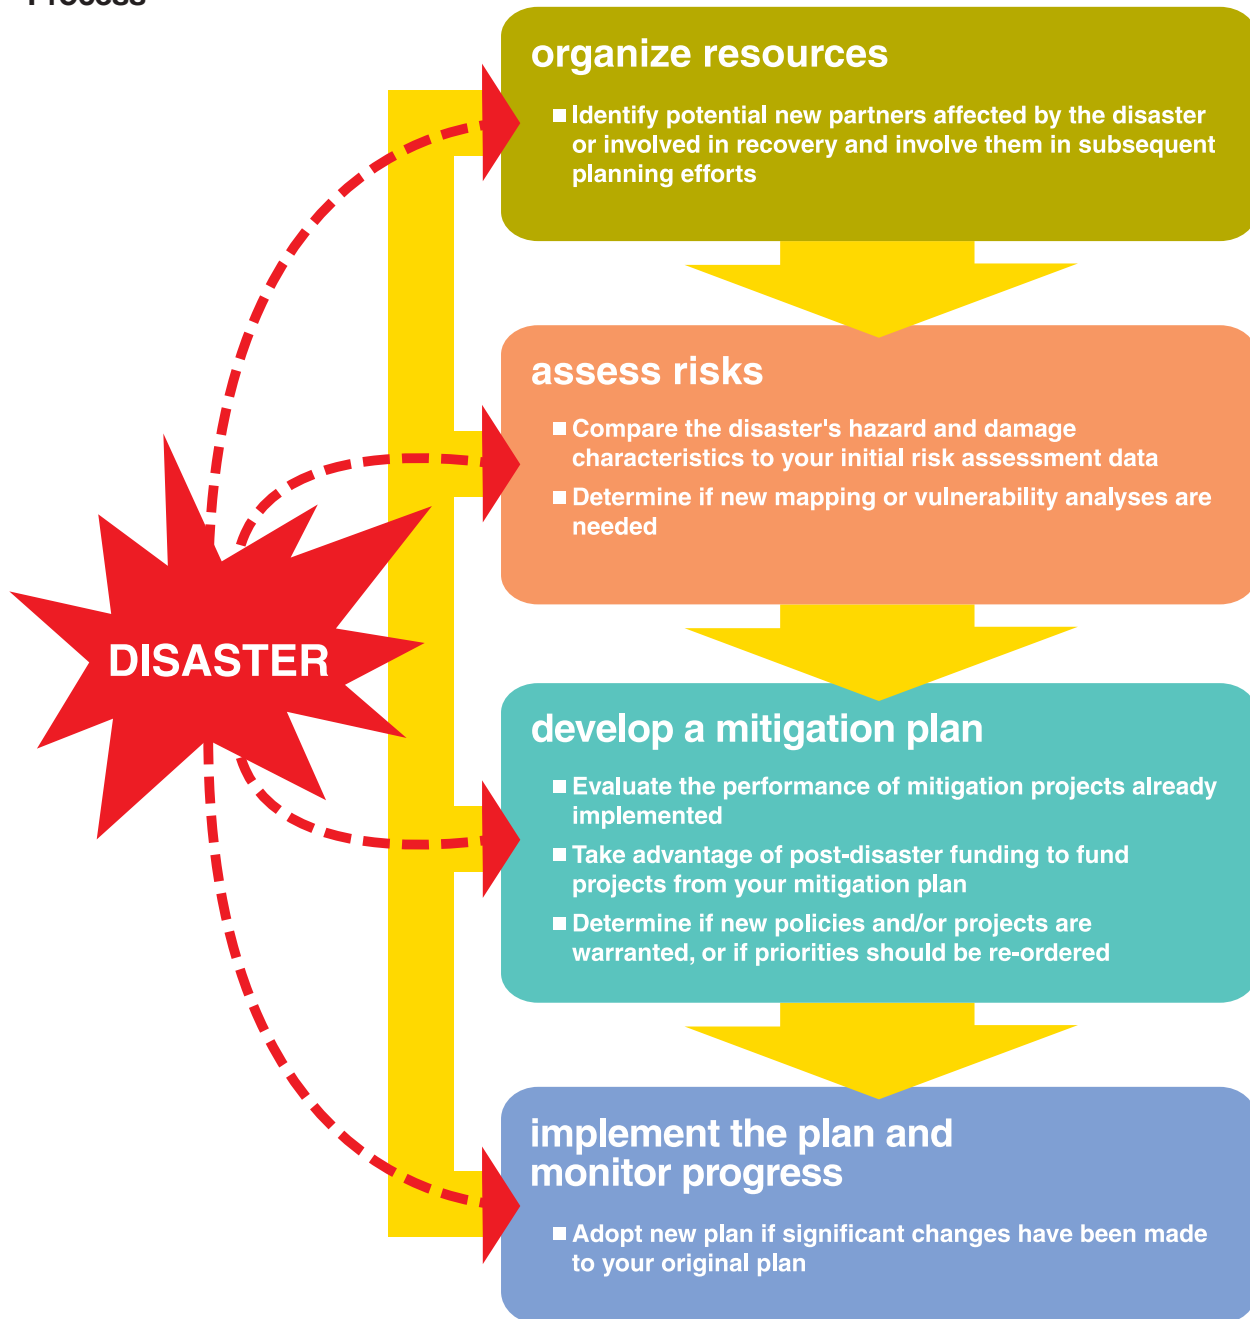 Process
organize resources
■ Identify potential new partners affected by the disaster
or involved in recovery and involve them in subsequent
planning efforts
assess risks
■ Compare the disaster's hazard and damage
characteristics to your initial risk assessment data
■ Determine if new mapping or vulnerability analyses are
needed
DISASTER
develop a mitigation plan
■ Evaluate the performance of mitigation projects already
implemented
■ Take advantage of post-disaster funding to fund
projects from your mitigation plan
■ Determine if new policies and/or projects are
warranted, or if priorities should be re-ordered
implement the plan and
monitor progress
■ Adopt new plan if significant changes have been made
to your original plan